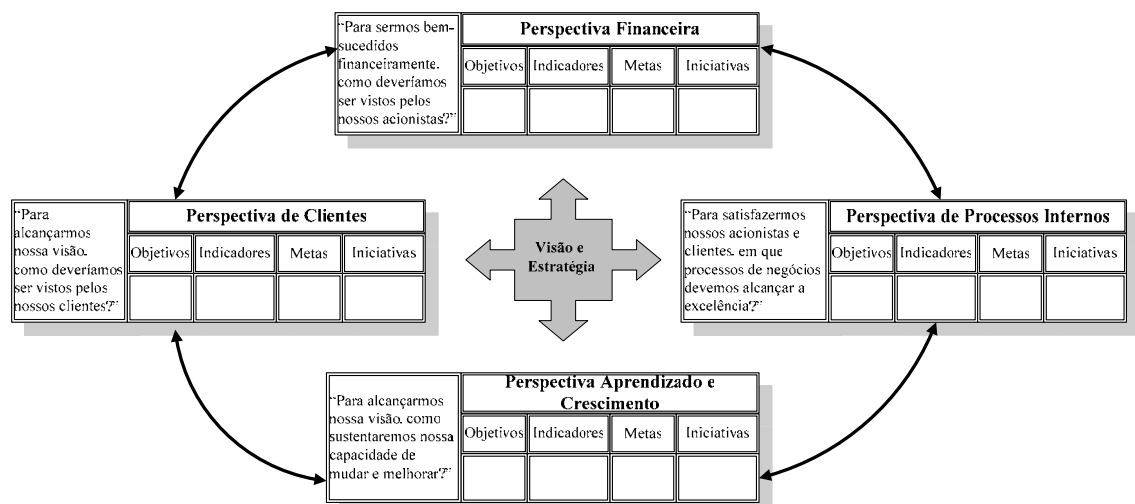 “Para sermos bem-
sucedidos
financeiramente,
como deveríamos
ser vistos pelos
nossos acionistas?”
Perspectiva Financeira
Objetivos Indicadores Metas Iniciativas
“Para
alcançarmos
nossa visão,
como deveríamos
ser vistos pelos
nossos clientes?”
Perspectiva de Clientes
Objetivos Indicadores Metas Iniciativas
Visão e
Estratégia
“Para satisfazermos
nossos acionistas e
clientes, em que
processos de negócios
devemos alcançar a
excelência?”
Perspectiva de Processos Internos
Objetivos Indicadores Metas Iniciativas
“Para alcançarmos
nossa visão, como
sustentaremos nossa
capacidade de
mudar e melhorar?”
Perspectiva Aprendizado e
Crescimento
Objetivos Indicadores Metas Iniciativas